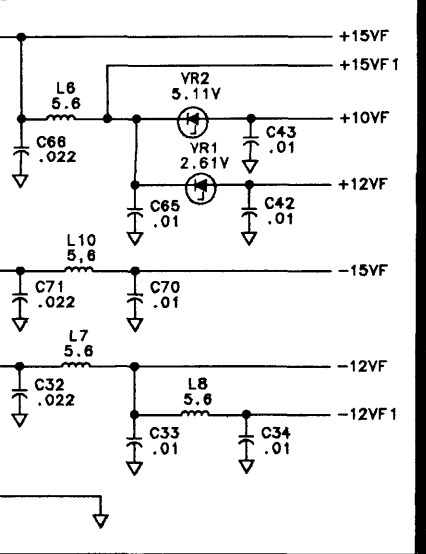 +15VF
+15VF1
L6
5.6
VR2
5.11V
+10VF
C66
.022
C43
.01
VR1
2.61V
+12VF
C65
.01
C42
.01
L10
5,6
-15VF
C71
.022
C70
.01
L7
5.6
-12VF
C32
.022
L8
5.6
-12VF1
C33
.01
C34
.01